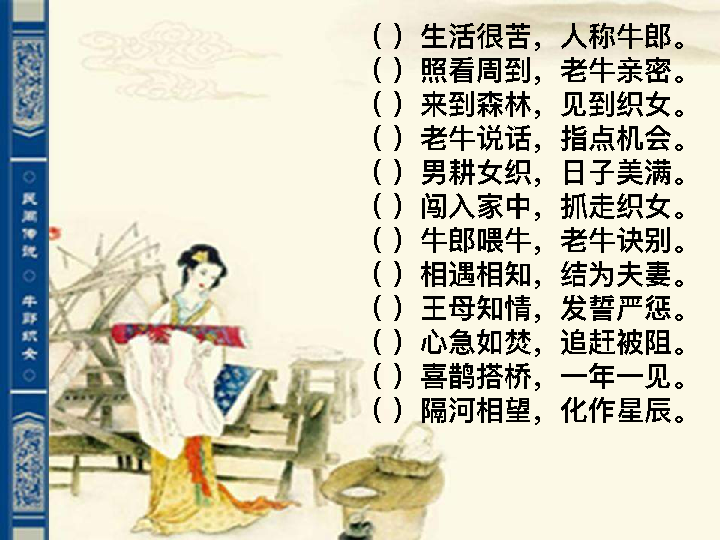 （ ）生活很苦，人称牛郎。
（ ）照看周到，老牛亲密。
（ ）来到森林，见到织女。
（ ）老牛说话，指点机会。
（ ）男耕女织，日子美满。
（ ）闯入家中，抓走织女。
（ ）牛郎喂牛，老牛诀别。
（ ）相遇相知，结为夫妻。
（ ）王母知情，发誓严惩。
（ ）心急如焚，追赶被阻。
（ ）喜鹊搭桥，一年一见。
（ ）隔河相望，化作星辰。
民间传说
牛郎织女